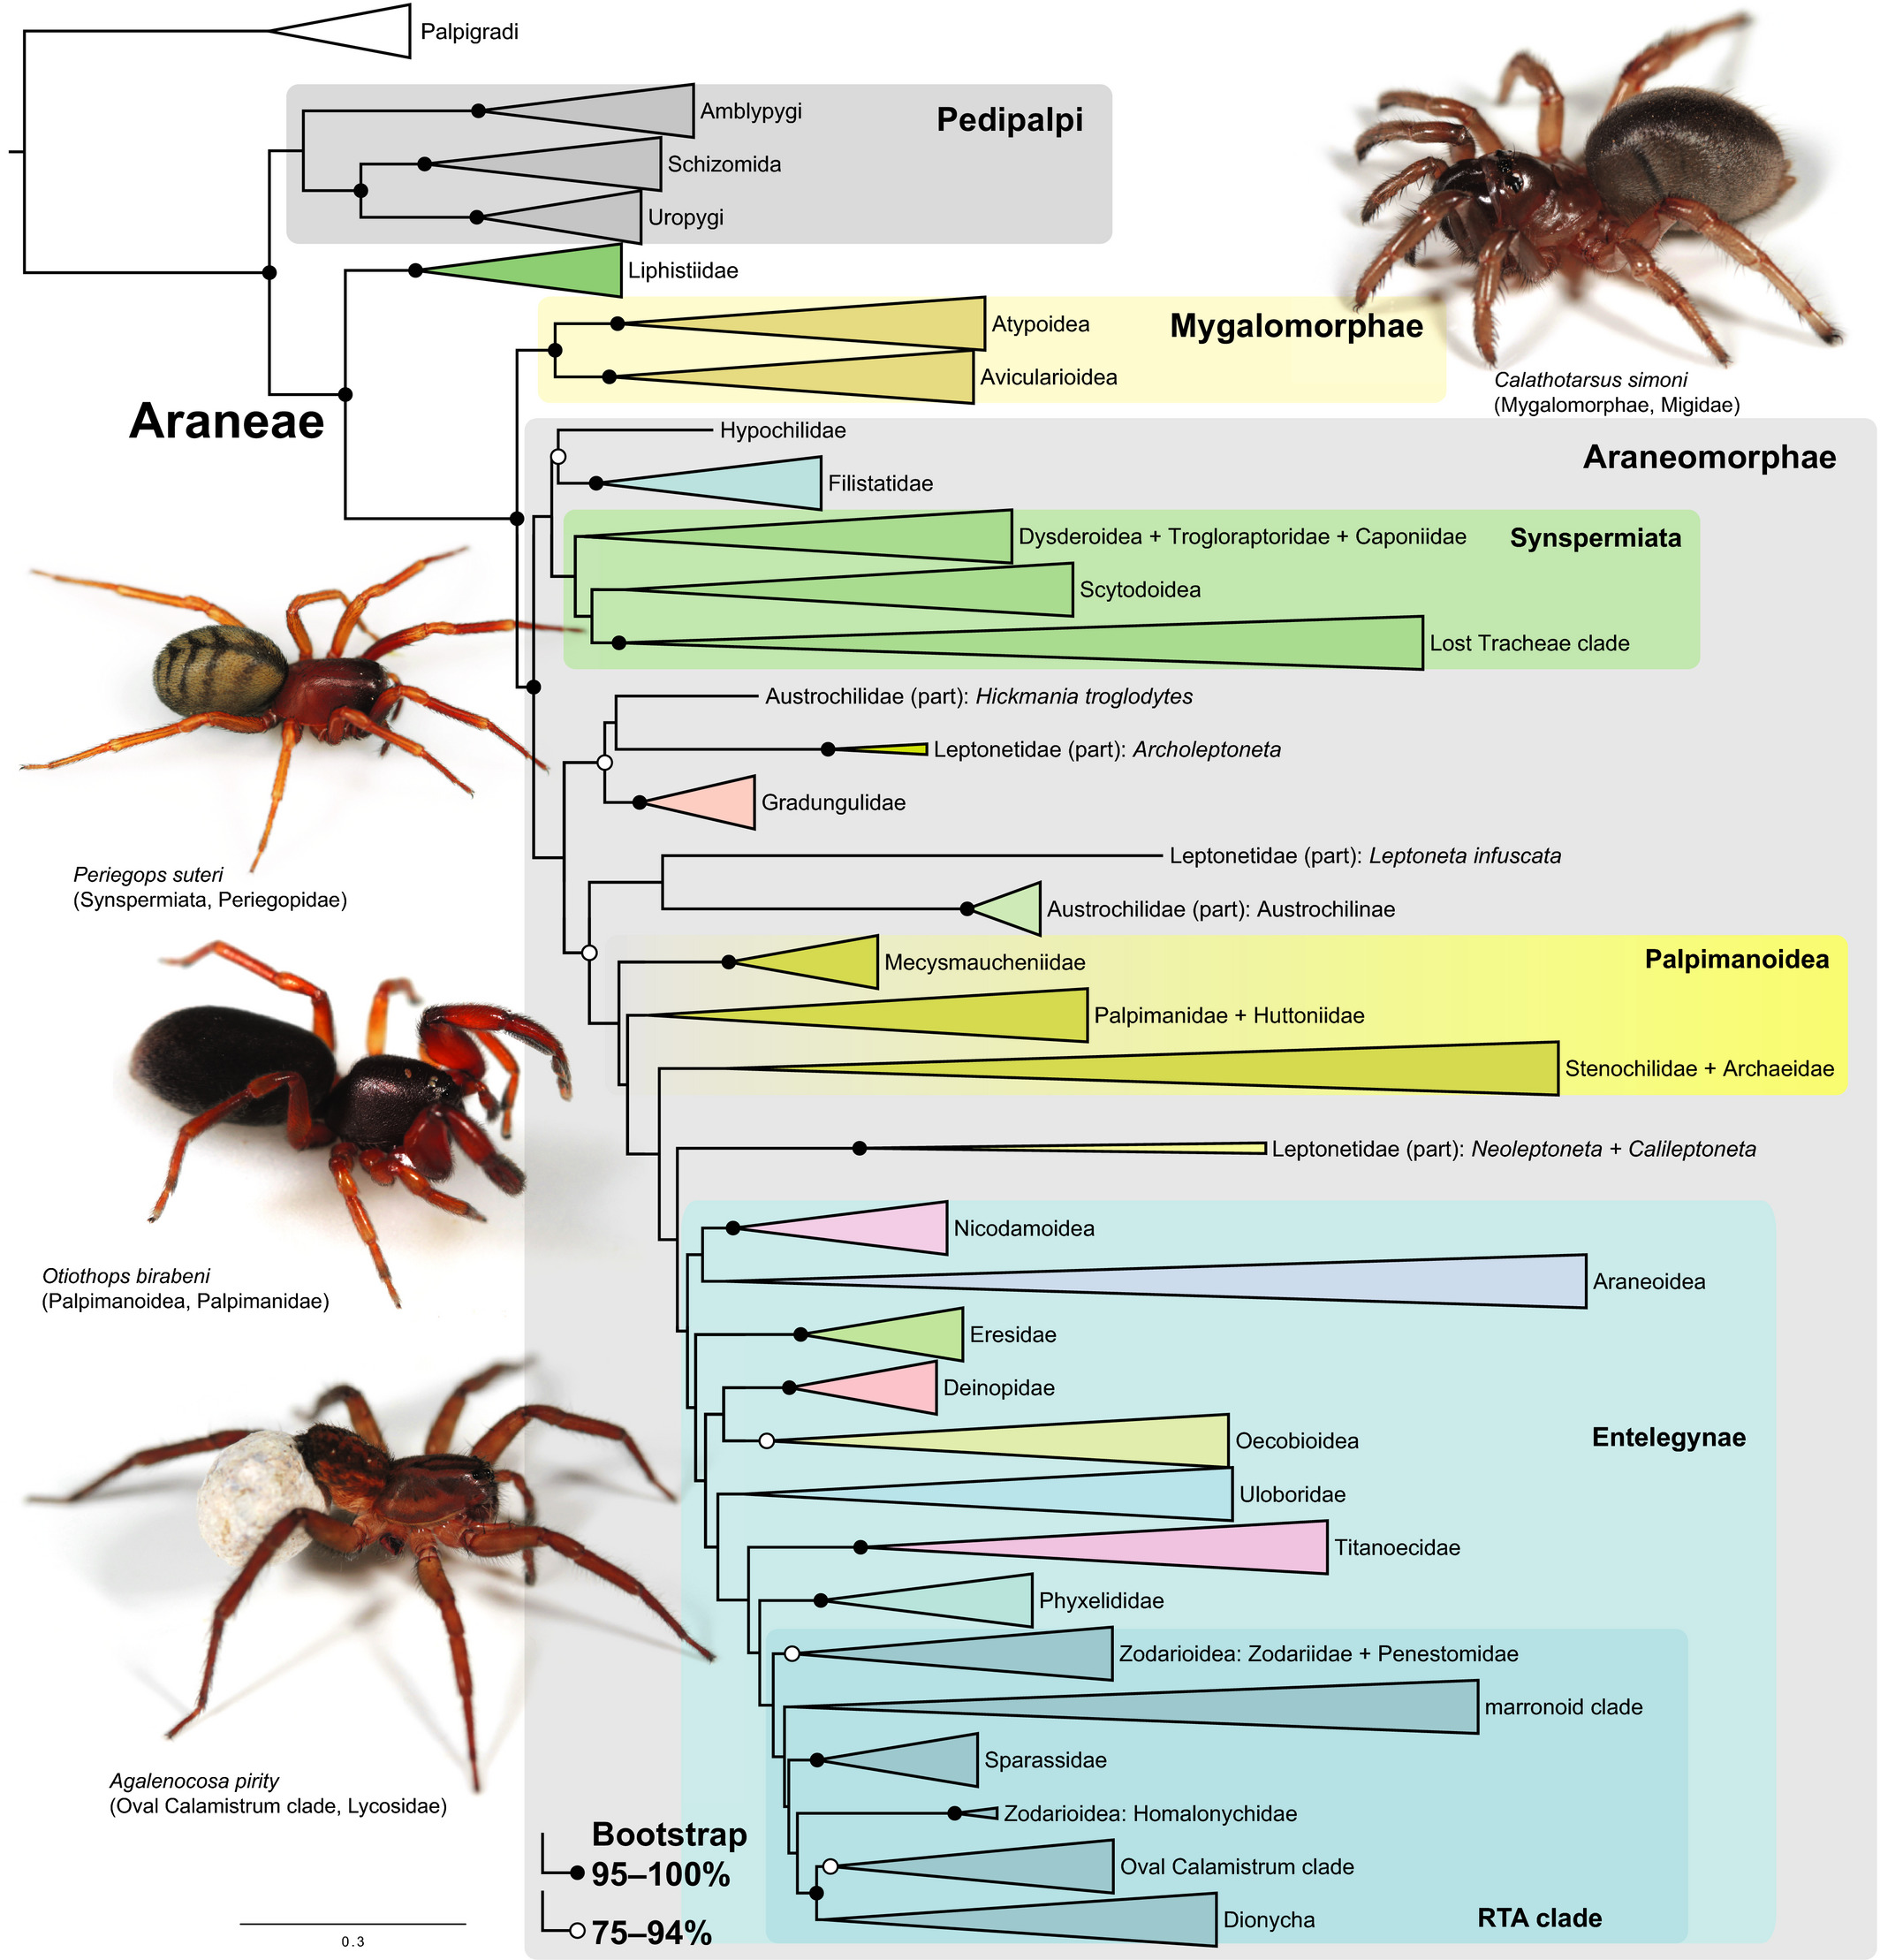 Palpigradi
Amblypygi
Pedipalpi
Schizomida
Uropygi
Liphistiidae
Atypoidea
Mygalomorphae
Avicularioidea
Calathotarsus simoni
(Mygalomorphae, Migidae)
Araneae
Hypochilidae
Araneomorphae
Filistatidae
Dysderoidea + Trogloraptoridae + Caponiidae
Synspermiata
Scytodoidea
Lost Tracheae clade
Austrochilidae (part): Hickmania troglodytes
Leptonetidae (part): Archoleptoneta
Gradungulidae
Leptonetidae (part): Leptoneta infuscata
Periegops suteri
(Synspermiata, Periegopidae)
Austrochilidae (part): Austrochilinae
Mecysmaucheniidae
Palpimanoidea
Palpimanidae + Huttoniidae
Stenochilidae + Archaeidae
Leptonetidae (part): Neoleptoneta + Calileptoneta
Nicodamoidea
Otiothops birabeni
(Palpimanoidea, Palpimanidae)
Araneoidea
Eresidae
Deinopidae
Oecobioidea
Entelegynae
Uloboridae
Titanoecidae
Phyxelididae
Zodarioidea: Zodariidae + Penestomidae
marronoid clade
Sparassidae
Agalenocosa pirity
(Oval Calamistrum clade, Lycosidae)
Zodarioidea: Homalonychidae
Oval Calamistrum clade
Dionycha
RTA clade
Bootstrap
95–100%
75–94%
0.3